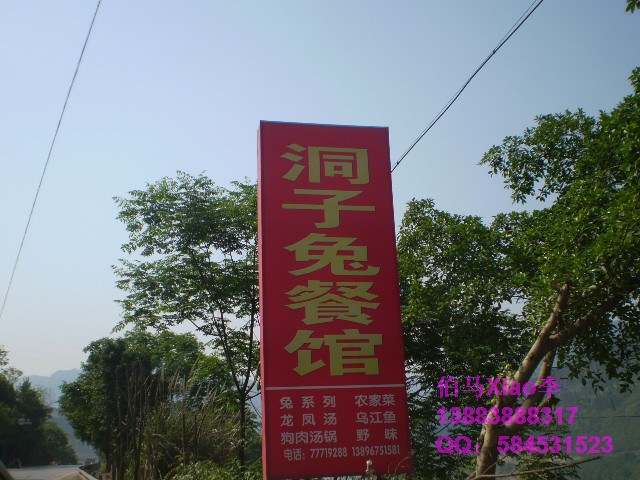 洞子兔餐馆
兔系列 农家菜
龙凤汤 乌江鱼
狗肉汤锅 野味
电话：77719288 13896751581
伯马Xiao李
13883868317
QQ：584531523